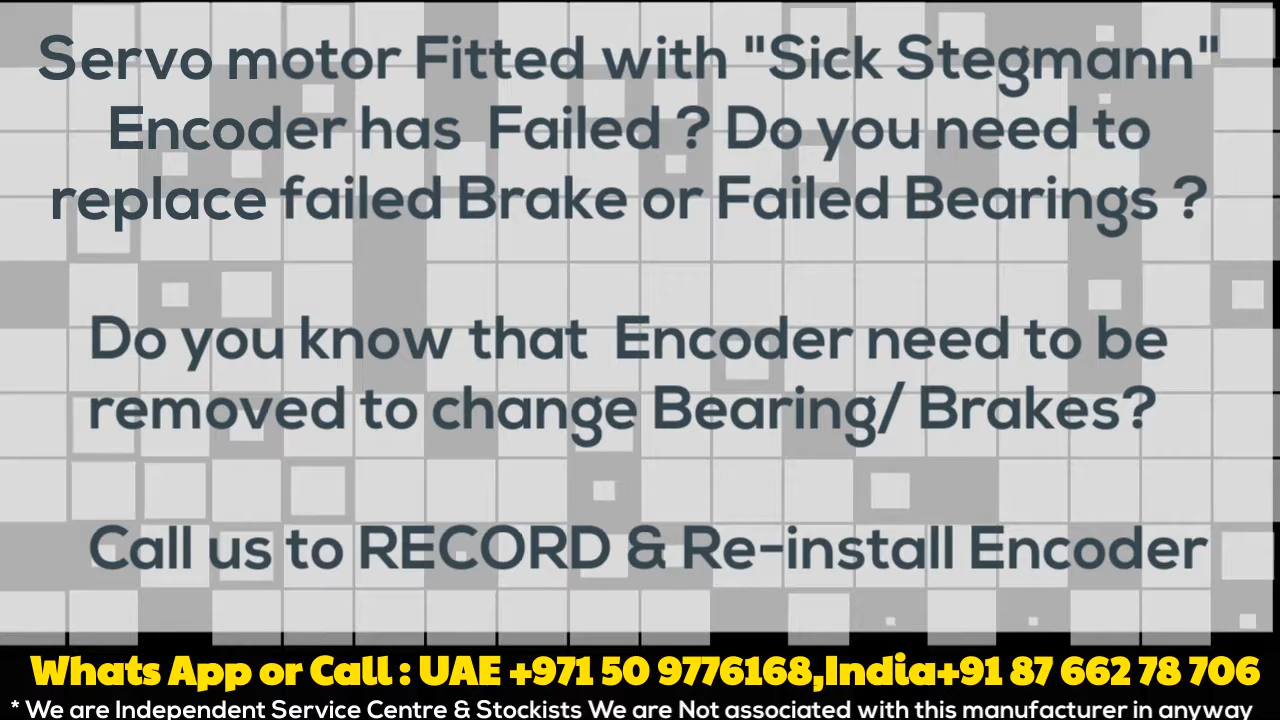 Servo motor Fitted with "Sick Stegmann"
Encoder has Failed ? Do you need to
replace failed Brake or Failed Bearings ?
Do you know that Encoder need to be
removed to change Bearing/ Brakes?
Call us to RECORD & Re-install Encoder
Whats App or Call : UAE +971 50 9776168,India+91 87 662 78 706
* We are Independent Service Centre & Stockists We are Not associated with this manufacturer in anyway